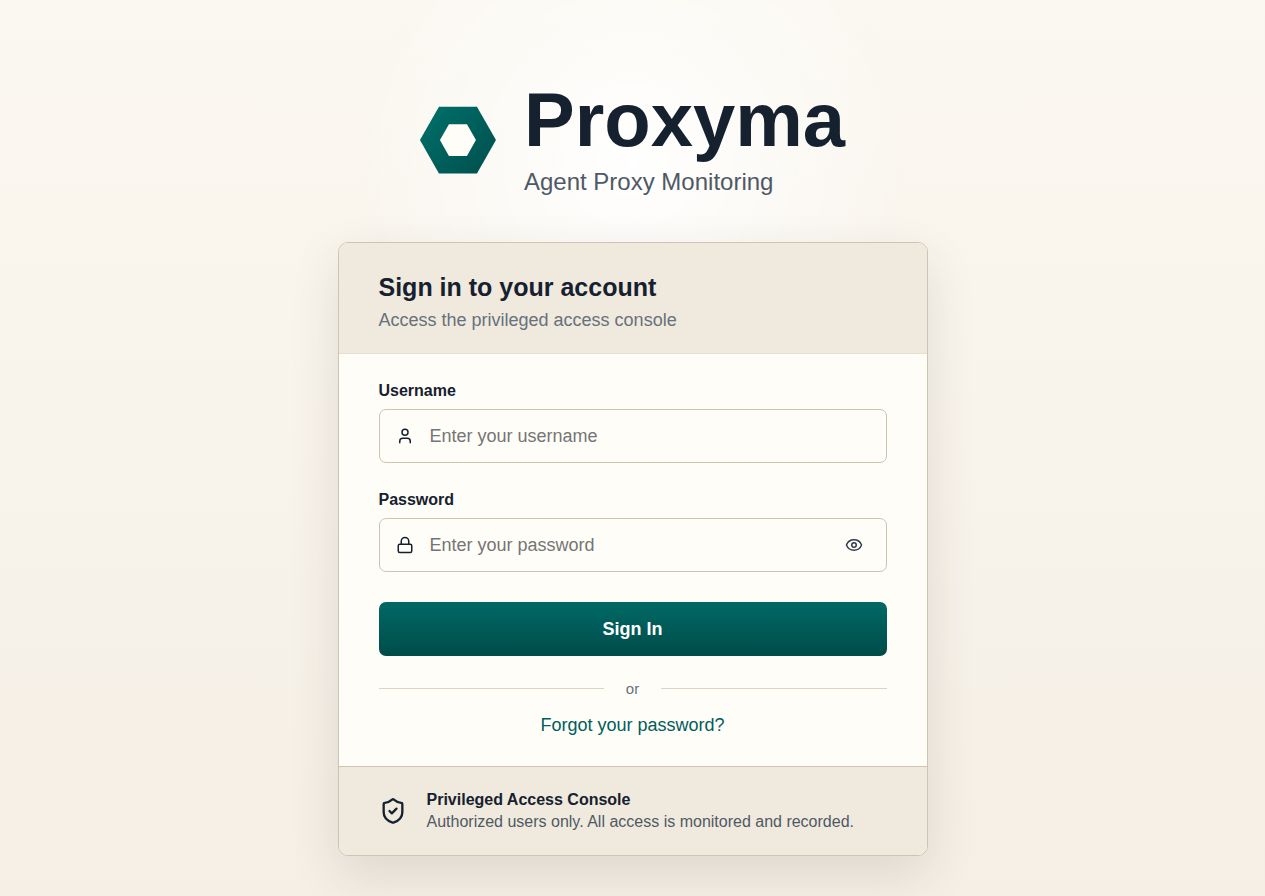 Proxyma
Agent Proxy Monitoring
Sign in to your account
Access the privileged access console
Username
Enter your username
Password
Enter your password
Sign In
or
Forgot your password?
Privileged Access Console
Authorized users only. All access is monitored and recorded.